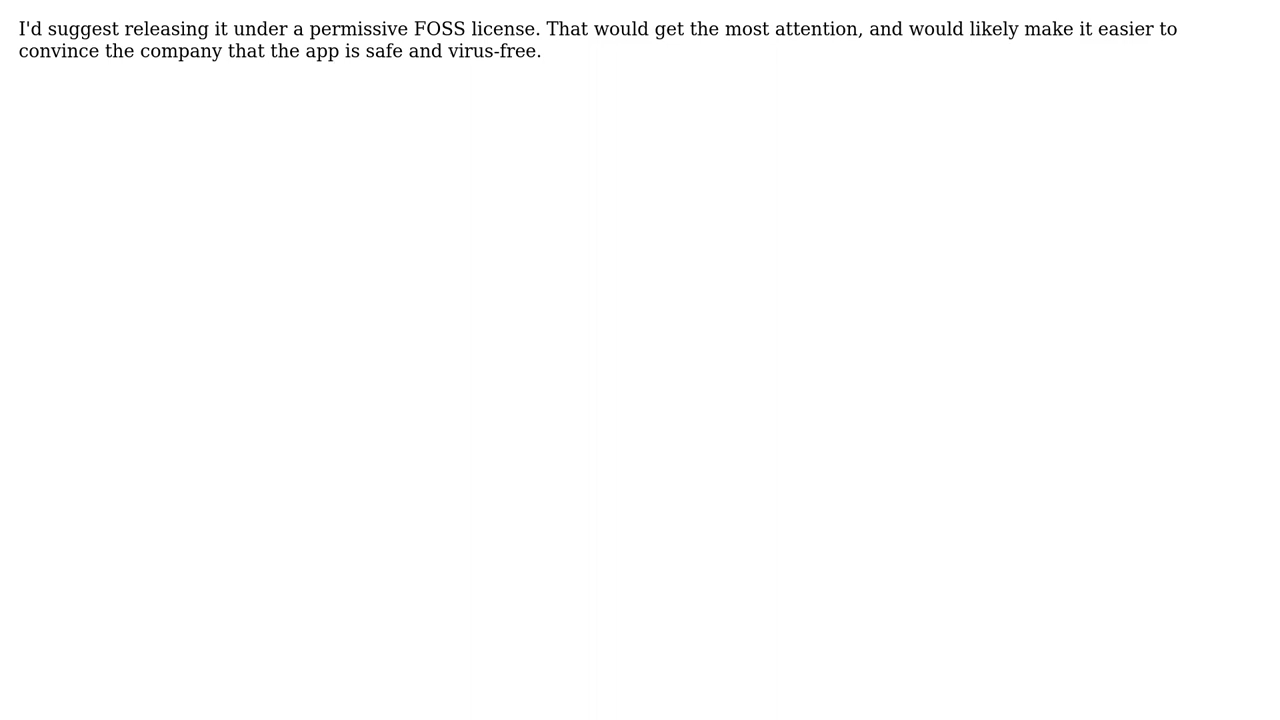 I'd suggest releasing it under a permissive FOSS license. That would get the most attention, and would likely make it easier to
convince the company that the app is safe and virus-free.